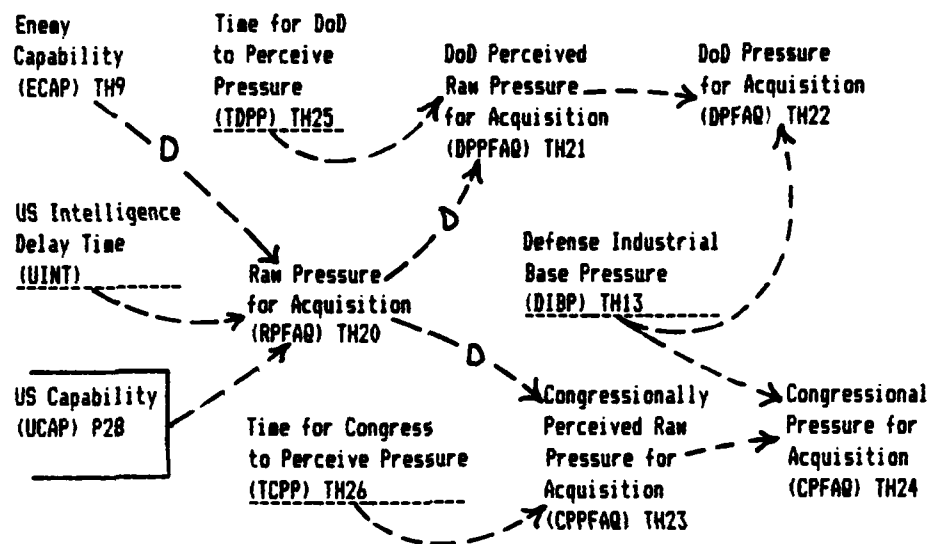 Enemy
Capability
(ECAP) TH9
Time for DoD
to Perceive
Pressure
(TDPP) TH25
DoD Perceived
Raw Pressure
for Acquisition
(DPPFAQ) TH21
DoD Pressure
for Acquisition
(DPFAQ) TH22
D
US Intelligence
Delay Time
(UINT)
D
Raw Pressure
for Acquisition
(RPFAQ) TH20
Defense Industrial
Base Pressure
(DIBP) TH13
D
US Capability
(UCAP) P28
Time for Congress
to Perceive Pressure
(TCPP) TH26
Congressionally
Perceived Raw
Pressure for
Acquisition
(CPPFAQ) TH23
Congressional
Pressure for
Acquisition
(CPFAQ) TH24